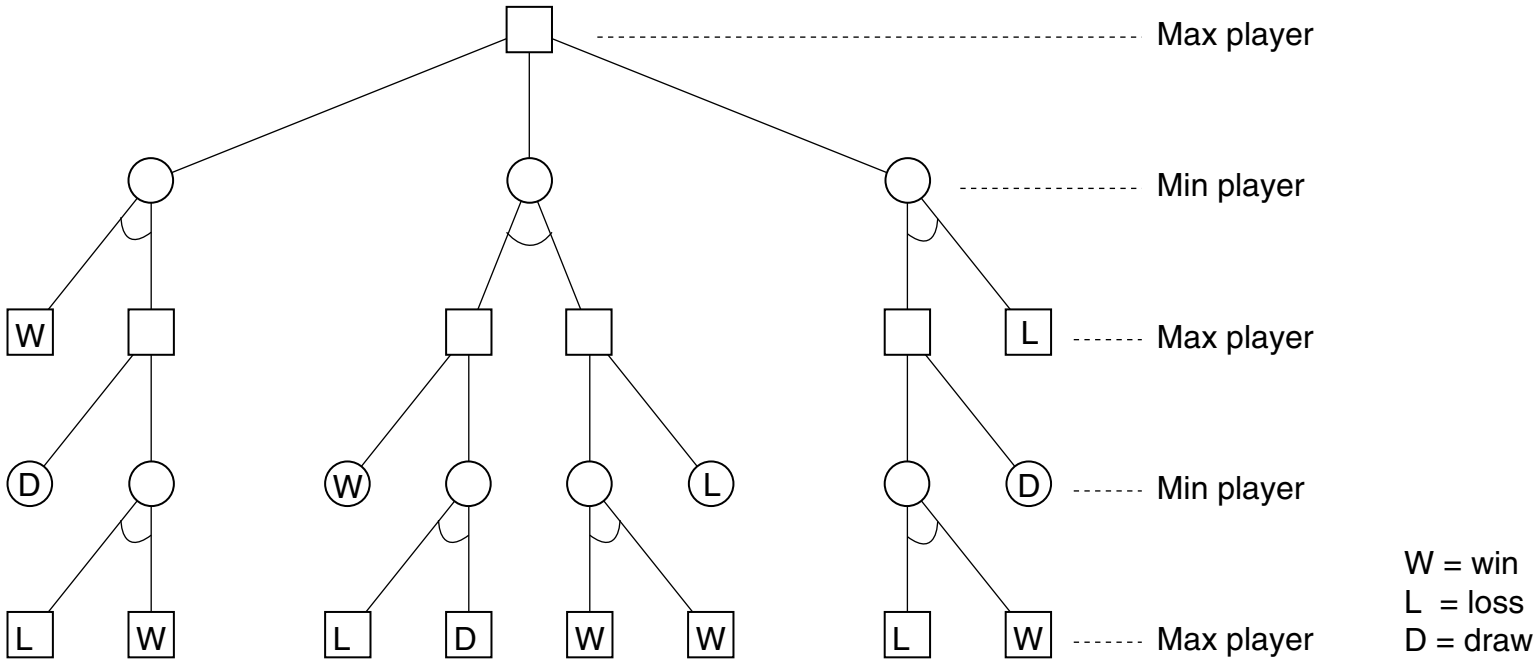 Max player
Min player
W L Max player
D W L D Min player
W = win
L = loss
L W L D W W L W Max player D = draw